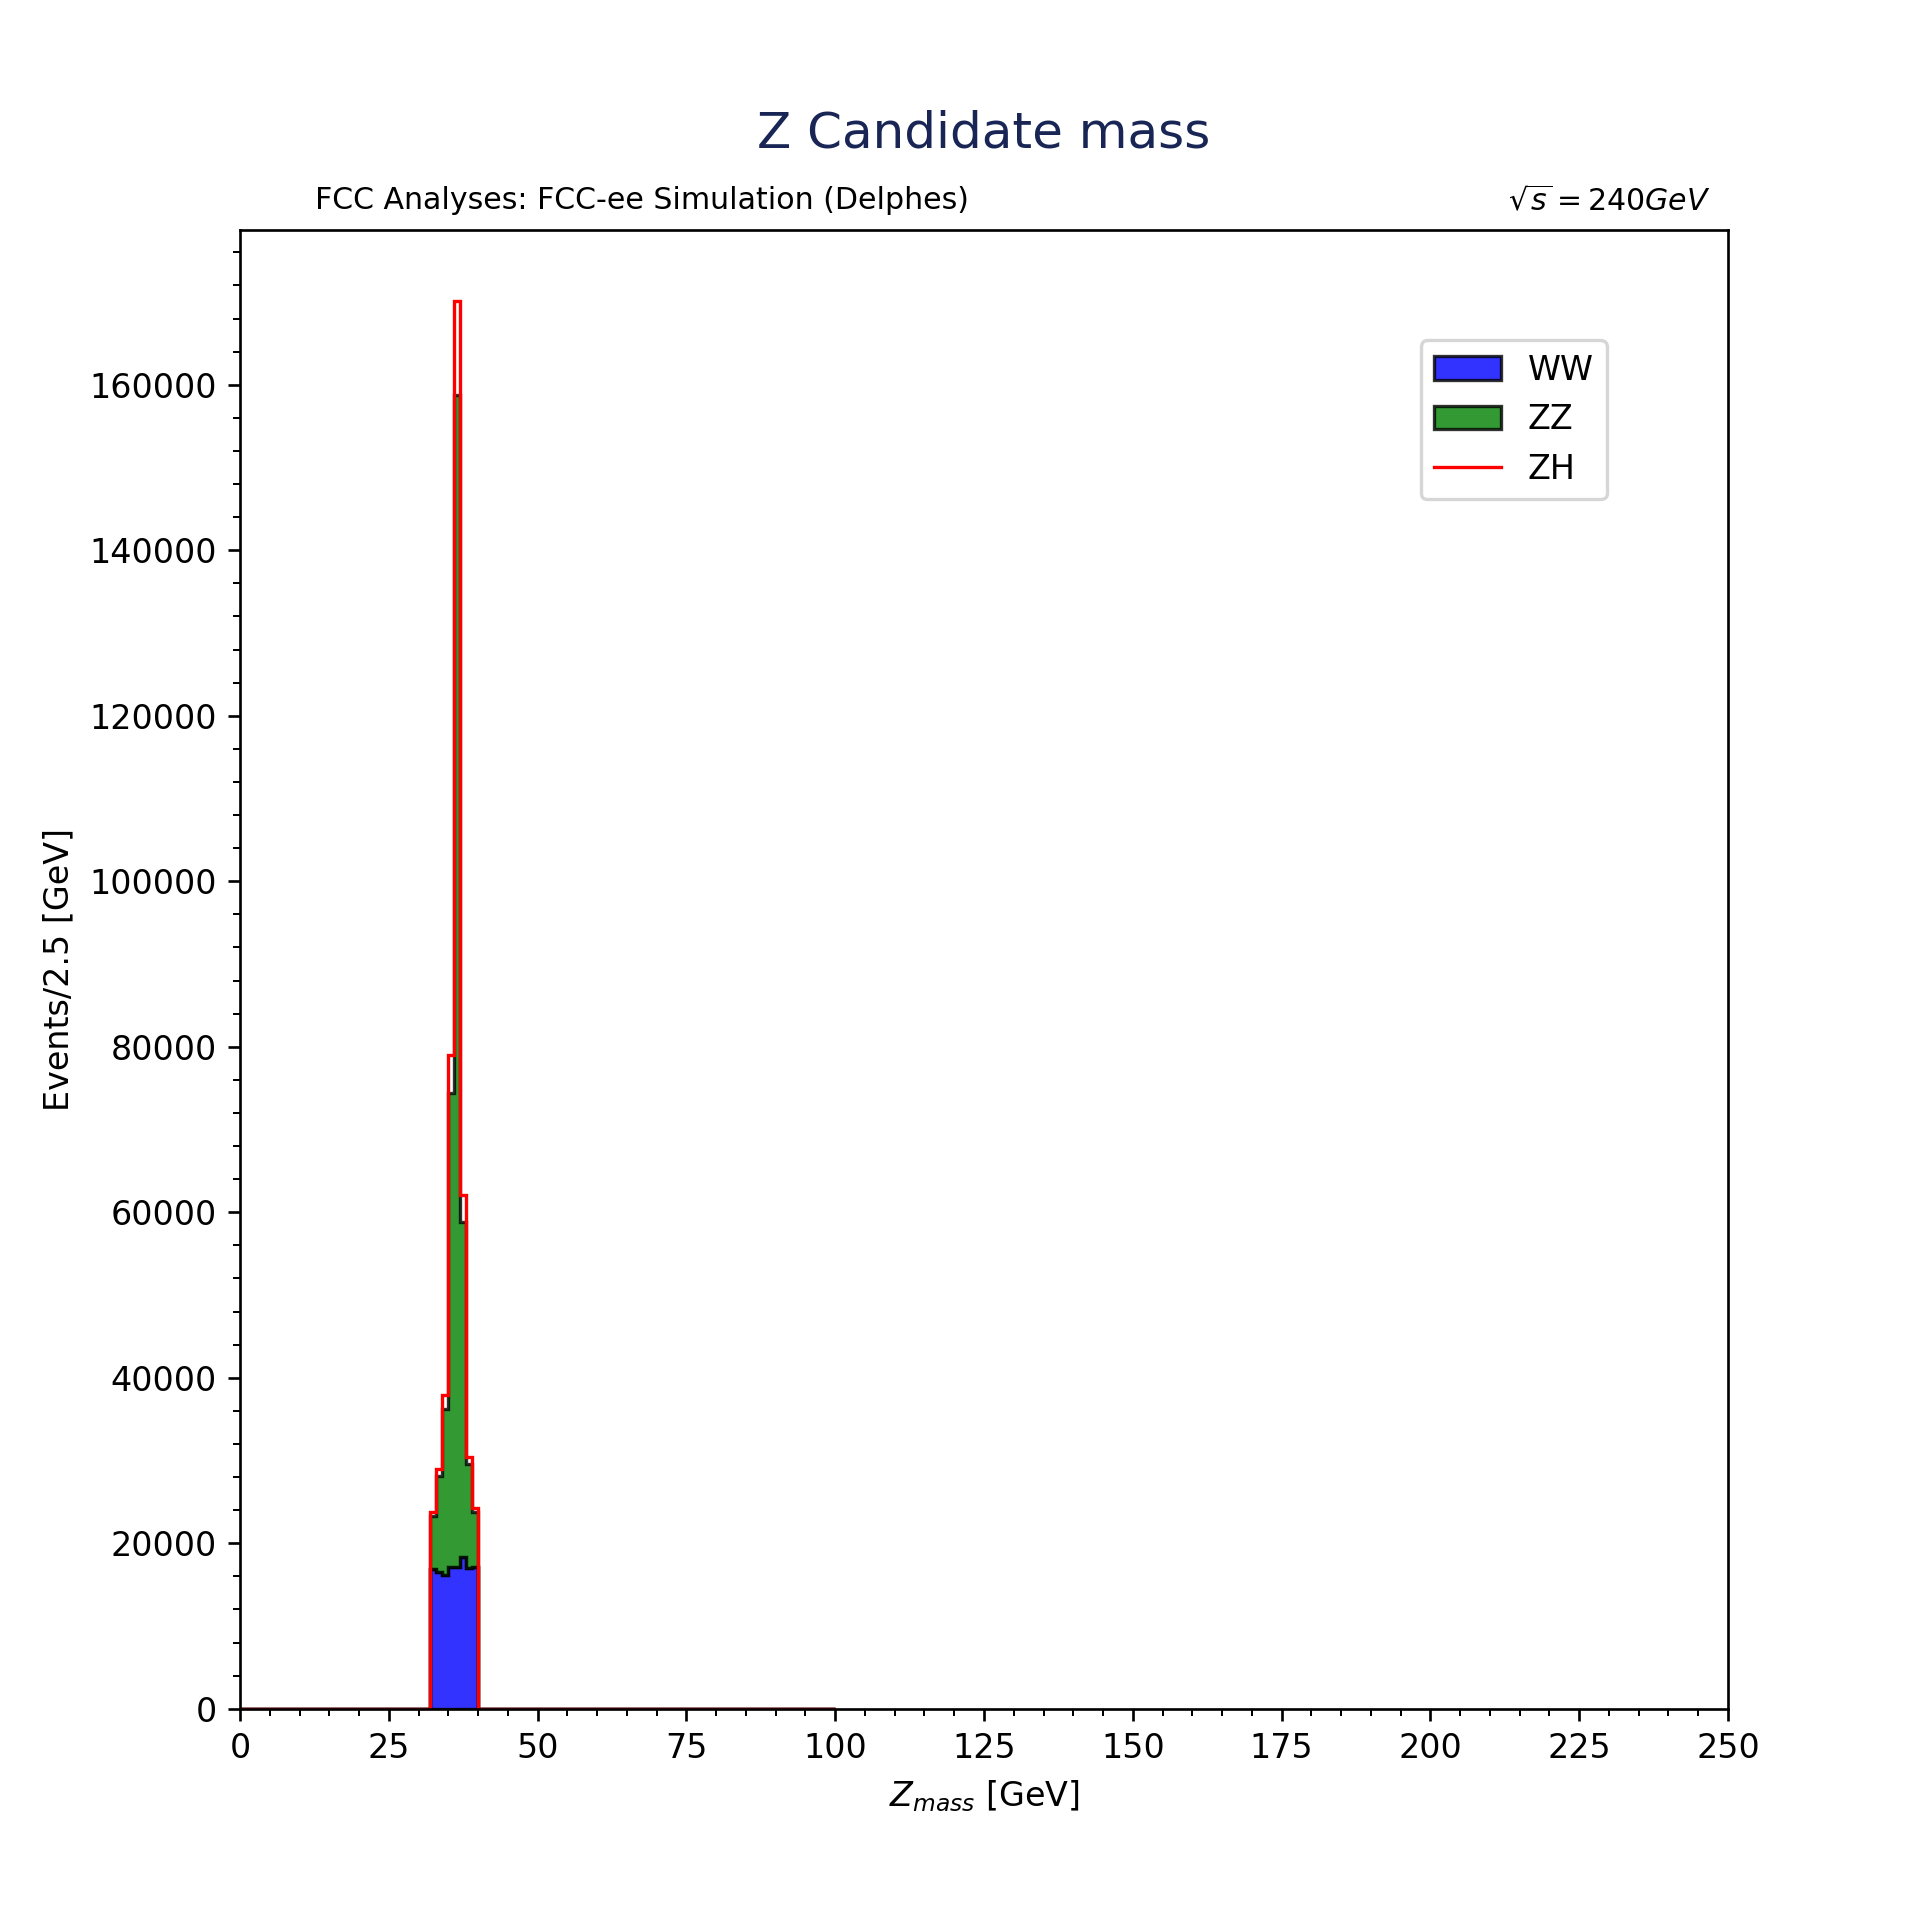 Z Candidate mass
FCC Analyses: FCC-ee Simulation (Delphes)
√s = 240GeV
WW
ZZ
ZH
160000
140000
120000
100000
80000
60000
40000
20000
0
Events/2.5 [GeV]
0 25 50 75 100 125 150 175 200 225 250
Z_mass [GeV]